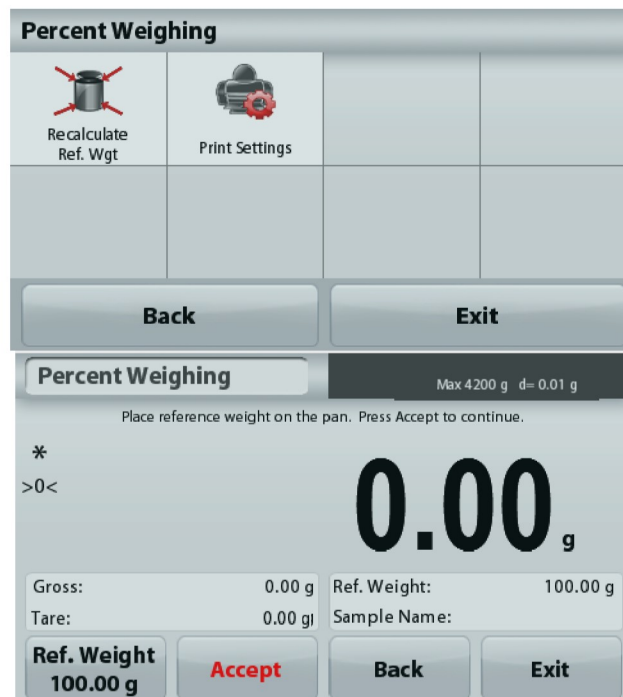 Percent Weighing
Recalculate
Ref. Wgt
Print Settings
Back
Exit
Percent Weighing
Max 4200 g d= 0.01 g
Place reference weight on the pan. Press Accept to continue.
*
>0<
0.00 g
Gross: 0.00 g
Ref. Weight: 100.00 g
Tare: 0.00 g
Sample Name:
Ref. Weight
100.00 g
Accept
Back
Exit